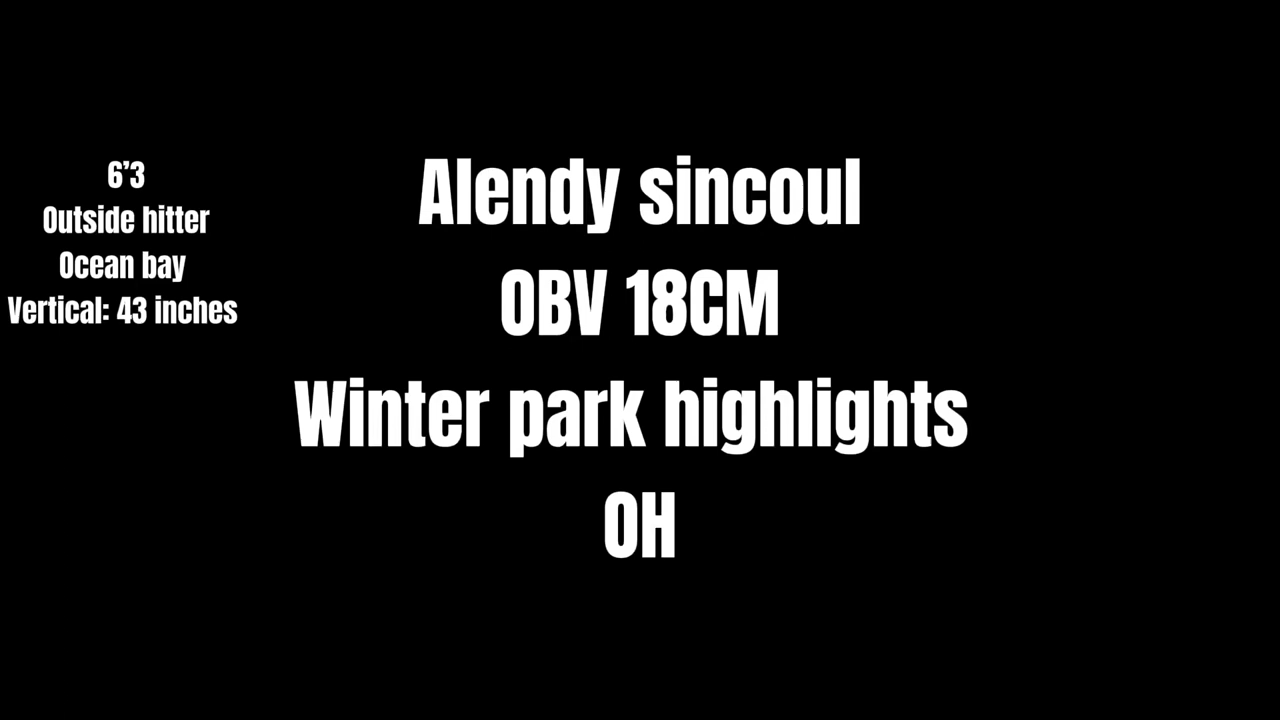 6’3
Outside hitter
Ocean bay
Vertical: 43 inches
Alendy sincoul
OBV 18CM
Winter park highlights
OH